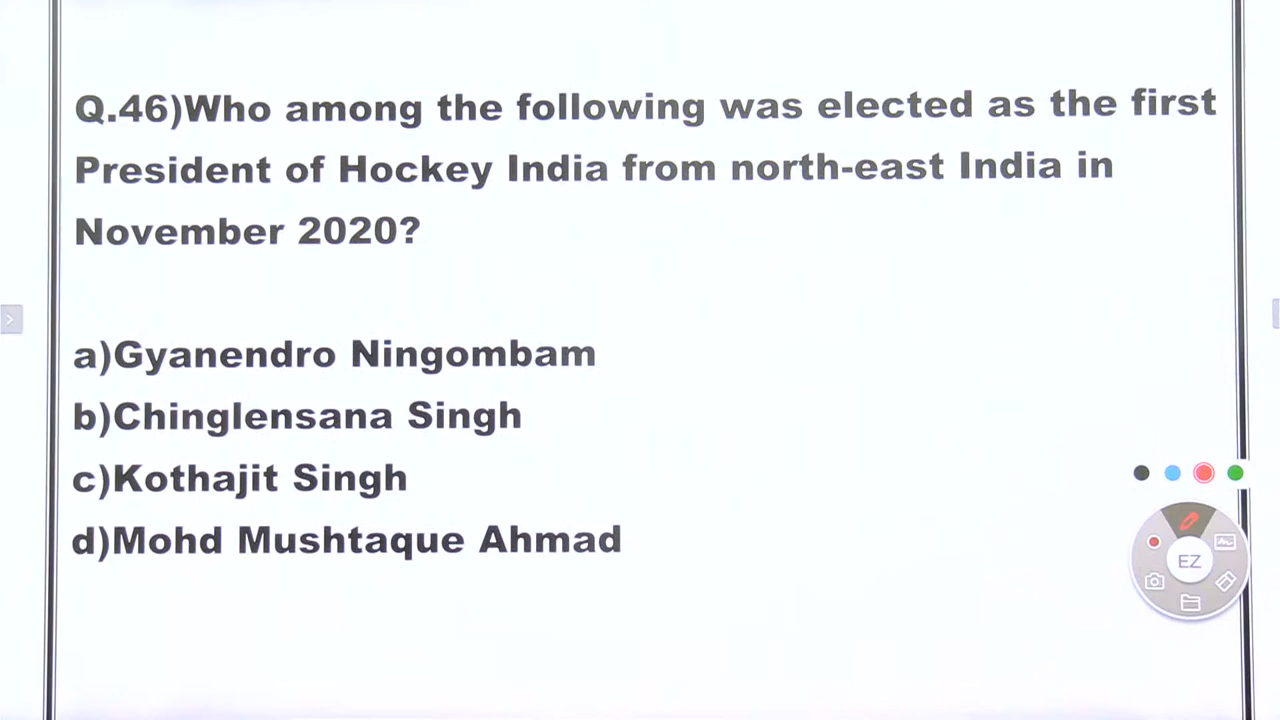 Q.46)Who among the following was elected as the first
President of Hockey India from north-east India in
November 2020?
a)Gyanendro Ningombam
b)Chinglensana Singh
c)Kothajit Singh
d)Mohd Mushtaque Ahmad
EZ